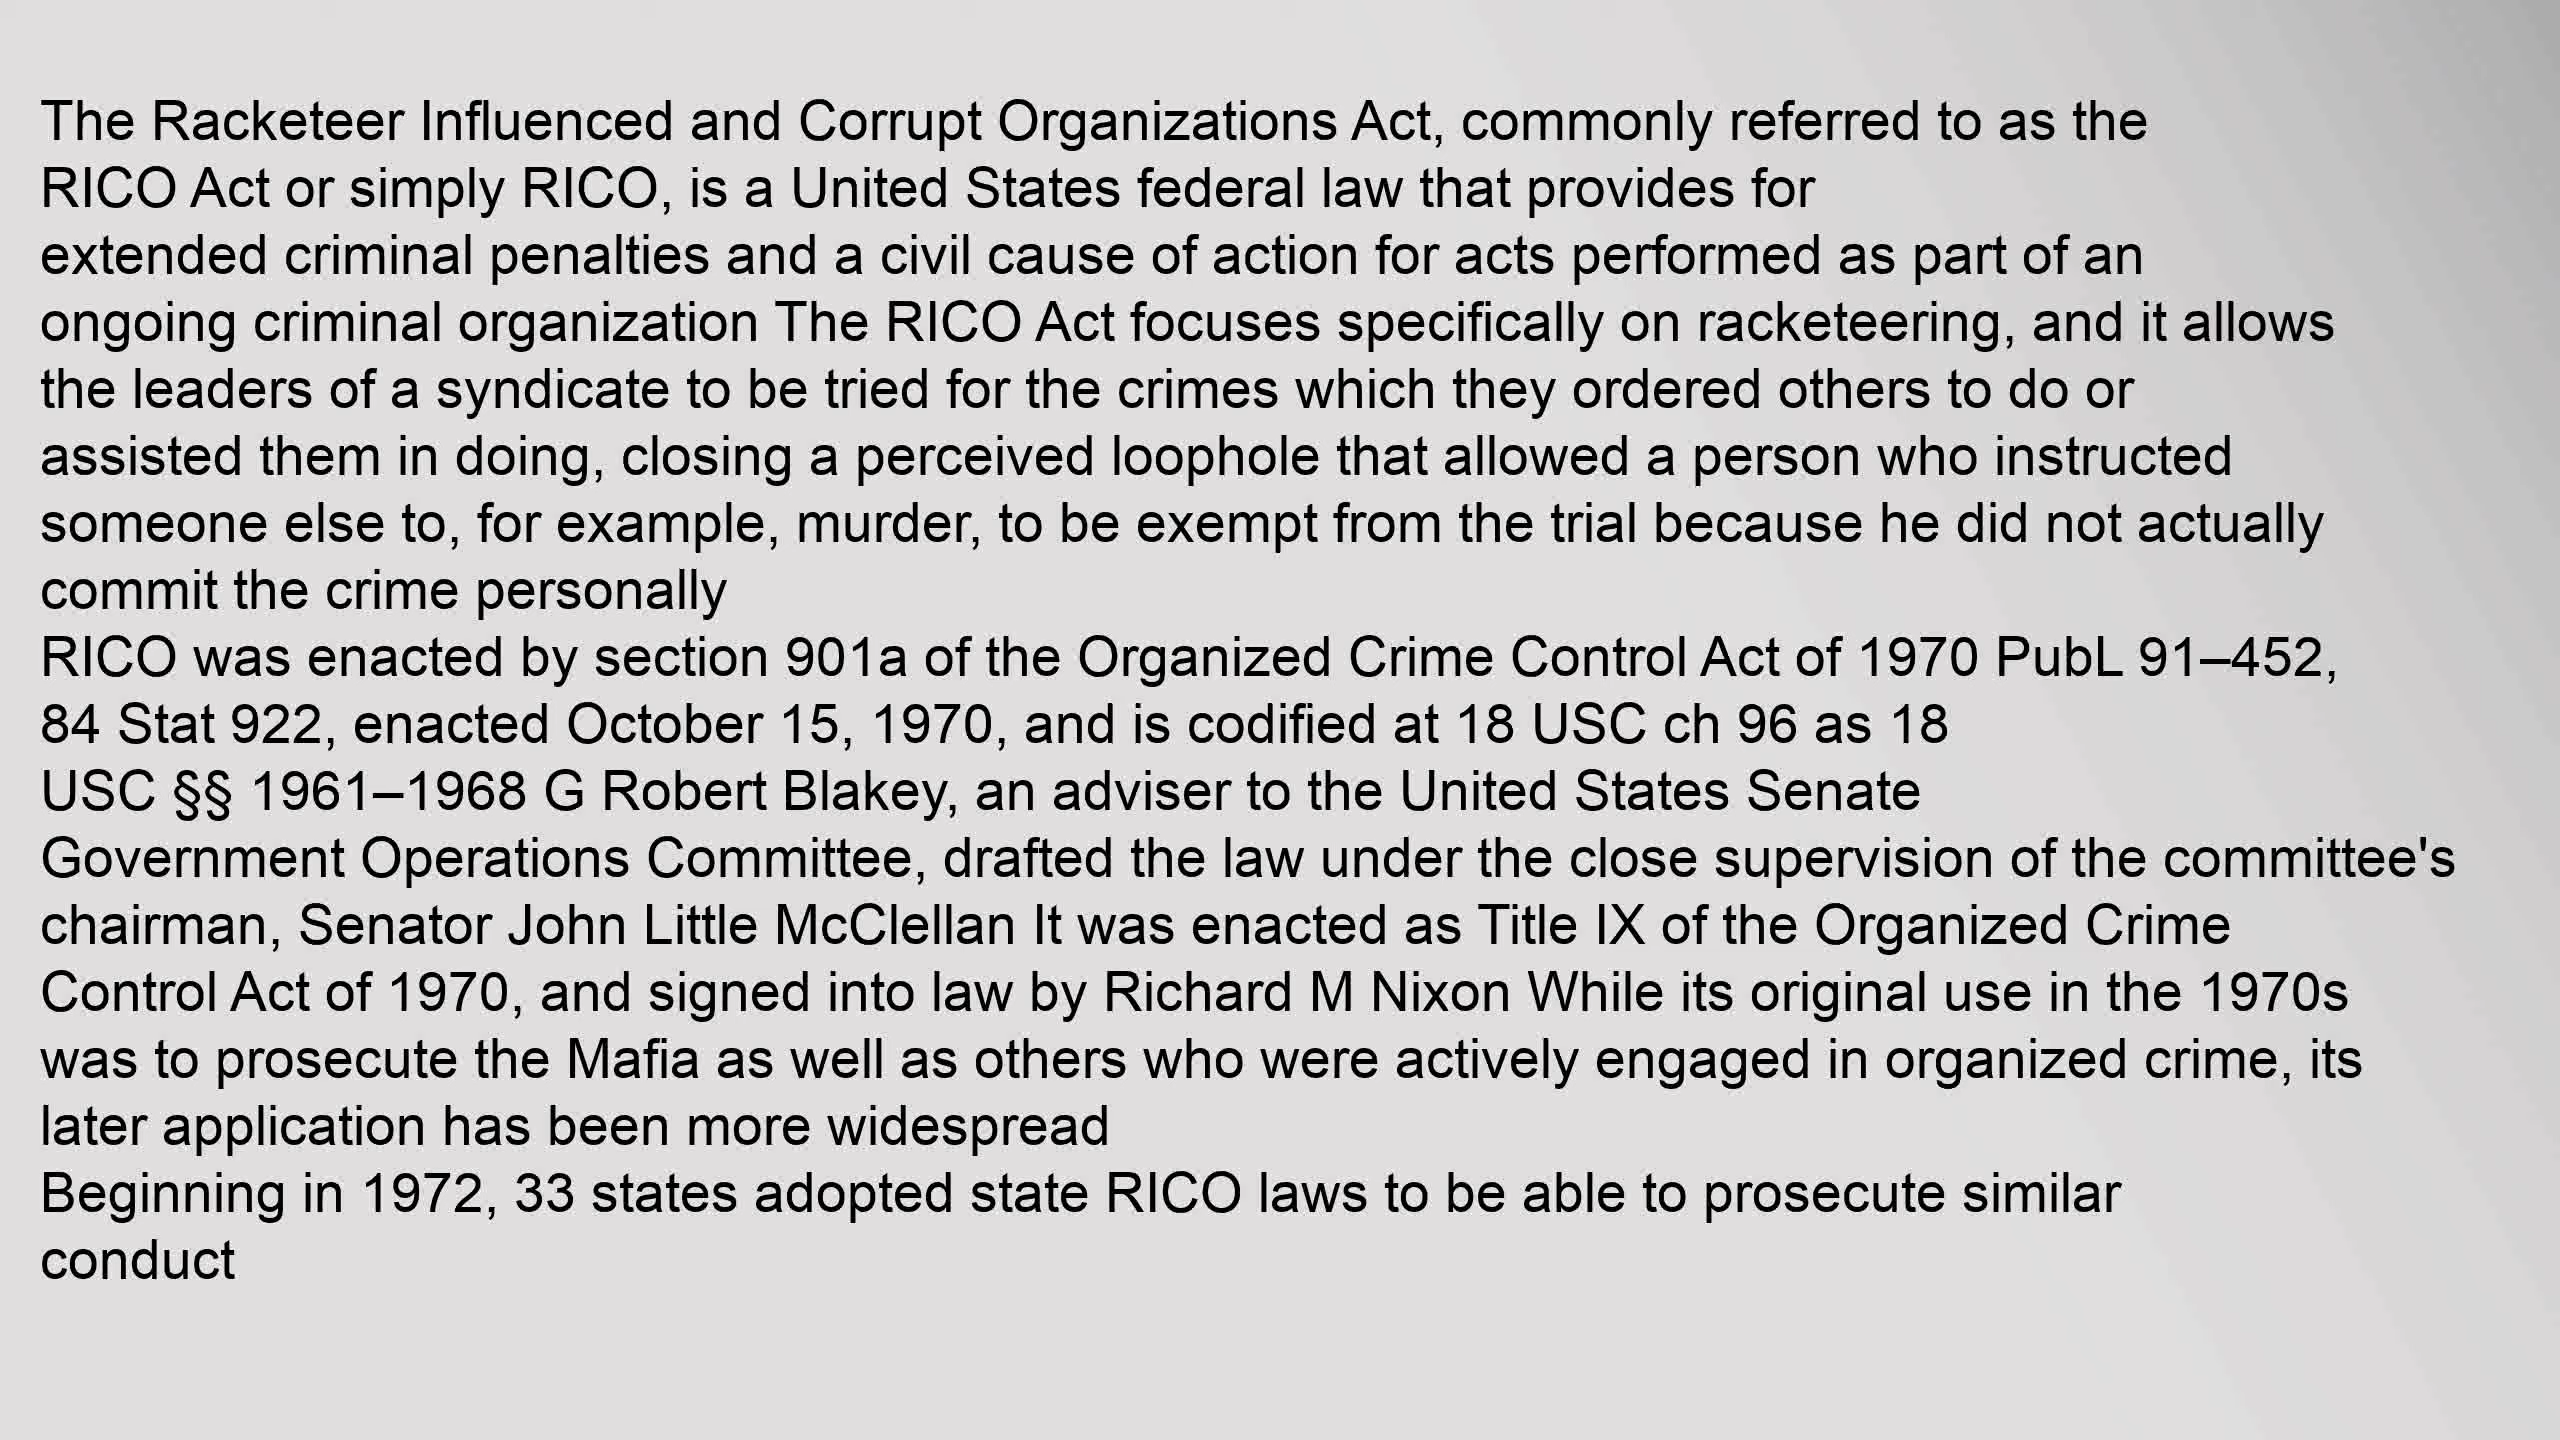 The Racketeer Influenced and Corrupt Organizations Act, commonly referred to as the
RICO Act or simply RICO, is a United States federal law that provides for
extended criminal penalties and a civil cause of action for acts performed as part of an
ongoing criminal organization The RICO Act focuses specifically on racketeering, and it allows
the leaders of a syndicate to be tried for the crimes which they ordered others to do or
assisted them in doing, closing a perceived loophole that allowed a person who instructed
someone else to, for example, murder, to be exempt from the trial because he did not actually
commit the crime personally
RICO was enacted by section 901a of the Organized Crime Control Act of 1970 PubL 91–452,
84 Stat 922, enacted October 15, 1970, and is codified at 18 USC ch 96 as 18
USC §§ 1961–1968 G Robert Blakey, an adviser to the United States Senate
Government Operations Committee, drafted the law under the close supervision of the committee's
chairman, Senator John Little McClellan It was enacted as Title IX of the Organized Crime
Control Act of 1970, and signed into law by Richard M Nixon While its original use in the 1970s
was to prosecute the Mafia as well as others who were actively engaged in organized crime, its
later application has been more widespread
Beginning in 1972, 33 states adopted state RICO laws to be able to prosecute similar
conduct